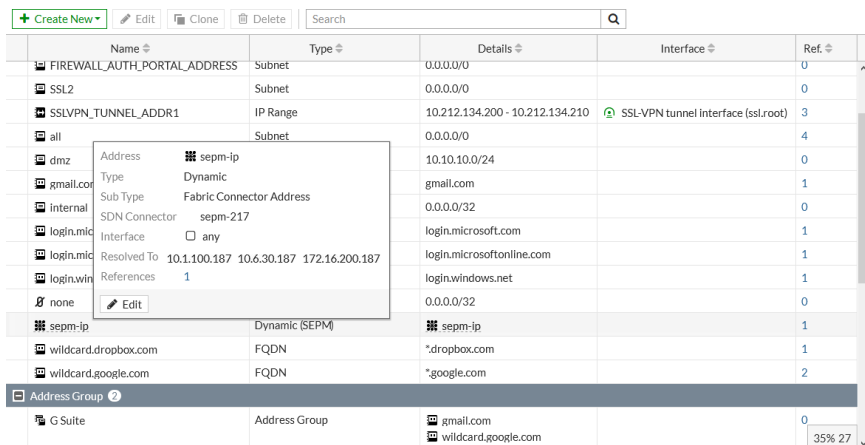 Create New Edit Clone Delete Search
Name Type Details Interface Ref.
FIREWALL_AUTH_PORTAL_ADDRESS Subnet 0.0.0.0/0 0
SSL2 Subnet 0.0.0.0/0 0
SSLVPN_TUNNEL_ADDR1 IP Range 10.212.134.200 - 10.212.134.210 SSL-VPN tunnel interface (ssl.root) 3
all Subnet 0.0.0.0/0 4
dmz 10.10.10.0/24 0
gmail.com gmail.com 1
internal 0.0.0.0/32 0
login.mic login.microsoft.com 1
login.mic login.microsoftonline.com 1
login.win login.windows.net 1
none 0.0.0.0/32 0
Address sepm-ip
Type Dynamic
Sub Type Fabric Connector Address
SDN Connector sepm-217
Interface any
Resolved To 10.1.100.187 10.6.30.187 172.16.200.187
References 1
Edit
sepm-ip Dynamic (SEPM) sepm-ip 1
wildcard.dropbox.com FQDN *.dropbox.com 1
wildcard.google.com FQDN *.google.com 2
Address Group 2
G Suite Address Group gmail.com 0
wildcard.google.com
35% 27